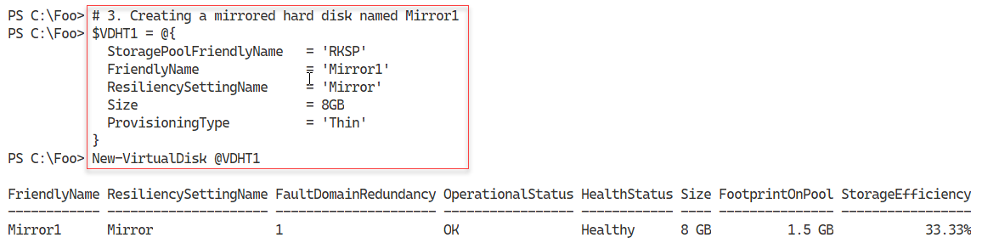 PS C:\Foo> # 3. Creating a mirrored hard disk named Mirror1
PS C:\Foo> $VDHT1 = @{
  StoragePoolFriendlyName   = 'RKSP'
  FriendlyName              = 'Mirror1'
  ResiliencySettingName     = 'Mirror'
  Size                      = 8GB
  ProvisioningType          = 'Thin'
}
PS C:\Foo> New-VirtualDisk @VDHT1
FriendlyName ResiliencySettingName FaultDomainRedundancy OperationalStatus HealthStatus Size FootprintOnPool StorageEfficiency
------------ --------------------- --------------------- ----------------- ------------ ---- --------------- -----------------
Mirror1      Mirror                1                     OK                Healthy      8 GB          1.5 GB            33.33%